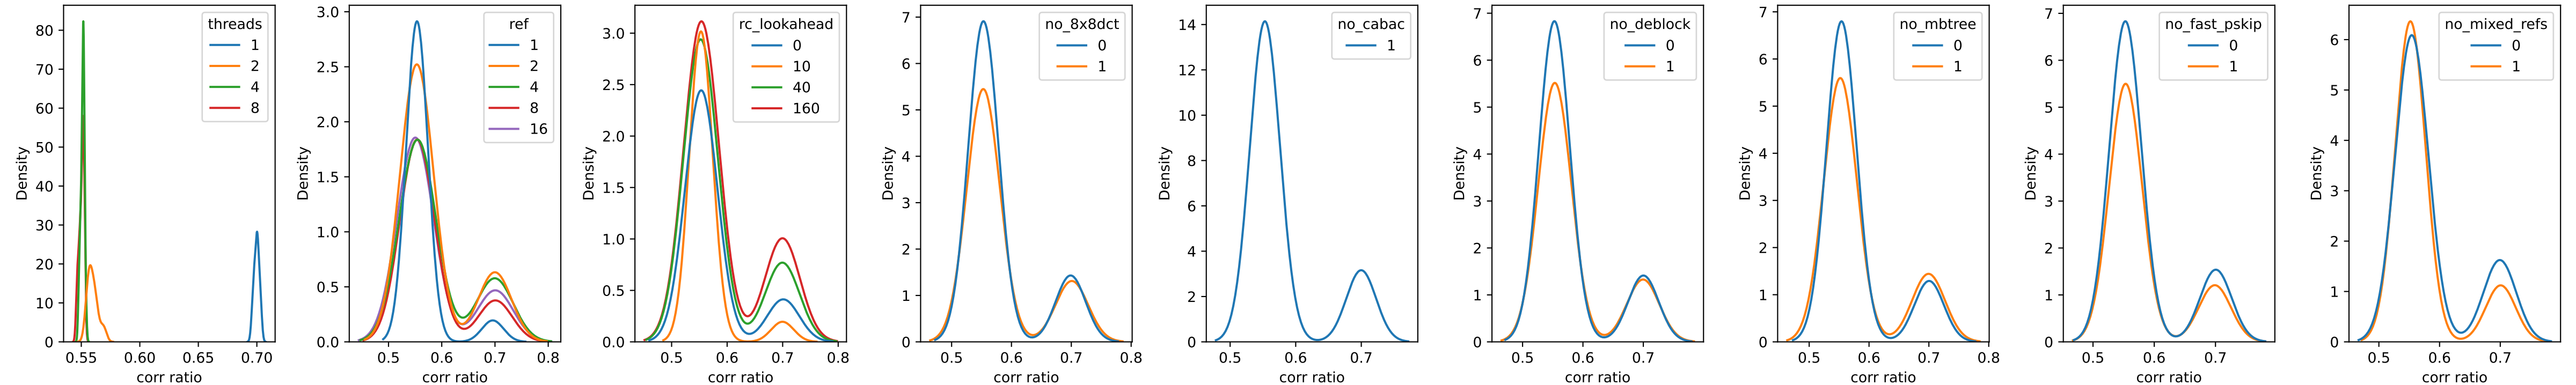 threads
1
2
4
8
80
70
60
50
40
30
20
10
0
Density
0.55 0.60 0.65 0.70
corr ratio
ref
1
2
4
8
16
3.0
2.5
2.0
1.5
1.0
0.5
0.0
Density
0.5 0.6 0.7 0.8
corr ratio
rc_lookahead
0
10
40
160
3.0
2.5
2.0
1.5
1.0
0.5
0.0
Density
0.5 0.6 0.7 0.8
corr ratio
no_8x8dct
0
1
7
6
5
4
3
2
1
0
Density
0.5 0.6 0.7 0.8
corr ratio
no_cabac
1
14
12
10
8
6
4
2
0
Density
0.5 0.6 0.7
corr ratio
no_deblock
0
1
7
6
5
4
3
2
1
0
Density
0.5 0.6 0.7
corr ratio
no_mbtree
0
1
7
6
5
4
3
2
1
0
Density
0.5 0.6 0.7 0.8
corr ratio
no_fast_pskip
0
1
7
6
5
4
3
2
1
0
Density
0.5 0.6 0.7
corr ratio
no_mixed_refs
0
1
6
5
4
3
2
1
0
Density
0.5 0.6 0.7
corr ratio